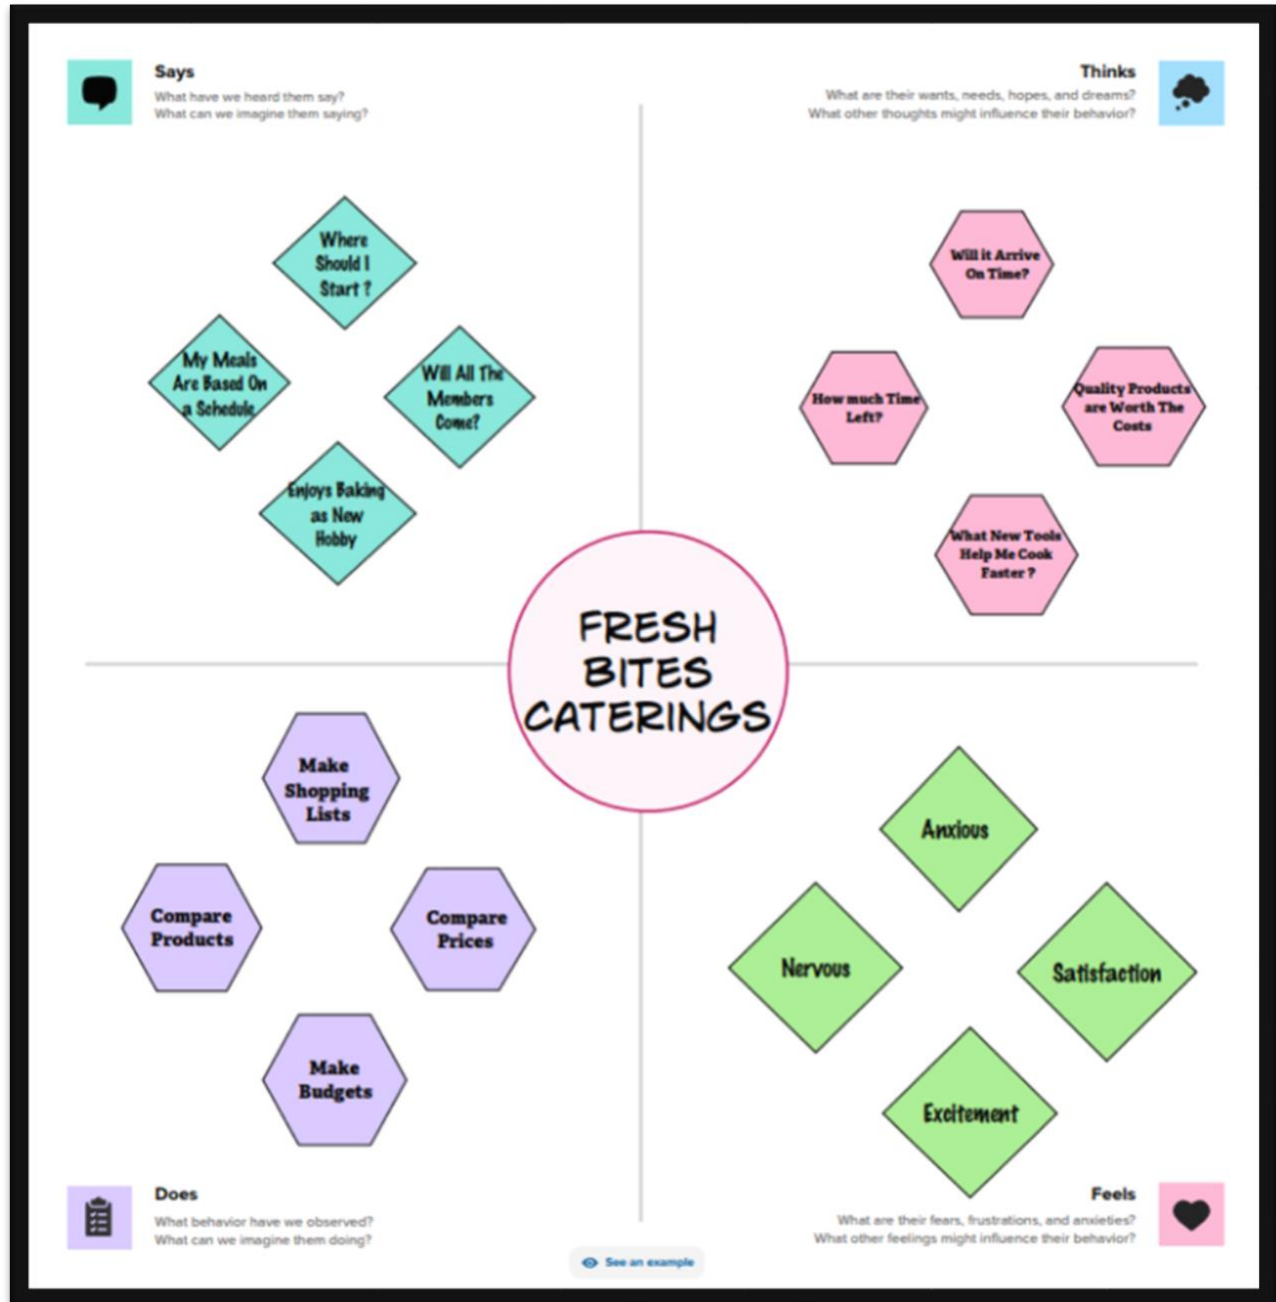 Says
What have we heard them say?
What can we imagine them saying?
Thinks
What are their wants, needs, hopes, and dreams?
What other thoughts might influence their behavior?
Where
Should I
Start ?
My Meals
Are Based On
a Schedule
Will All The
Members
Come?
Enjoys Baking
as New
Hobby
Will it Arrive
On Time?
How much Time
Left?
Quality Products
are Worth The
Costs
What New Tools
Help Me Cook
Faster ?
FRESH
BITES
CATERINGS
Make
Shopping
Lists
Compare
Products
Compare
Prices
Make
Budgets
Anxious
Nervous
Satisfaction
Excitement
Does
What behavior have we observed?
What can we imagine them doing?
Feels
What are their fears, frustrations, and anxieties?
What other feelings might influence their behavior?
See an example